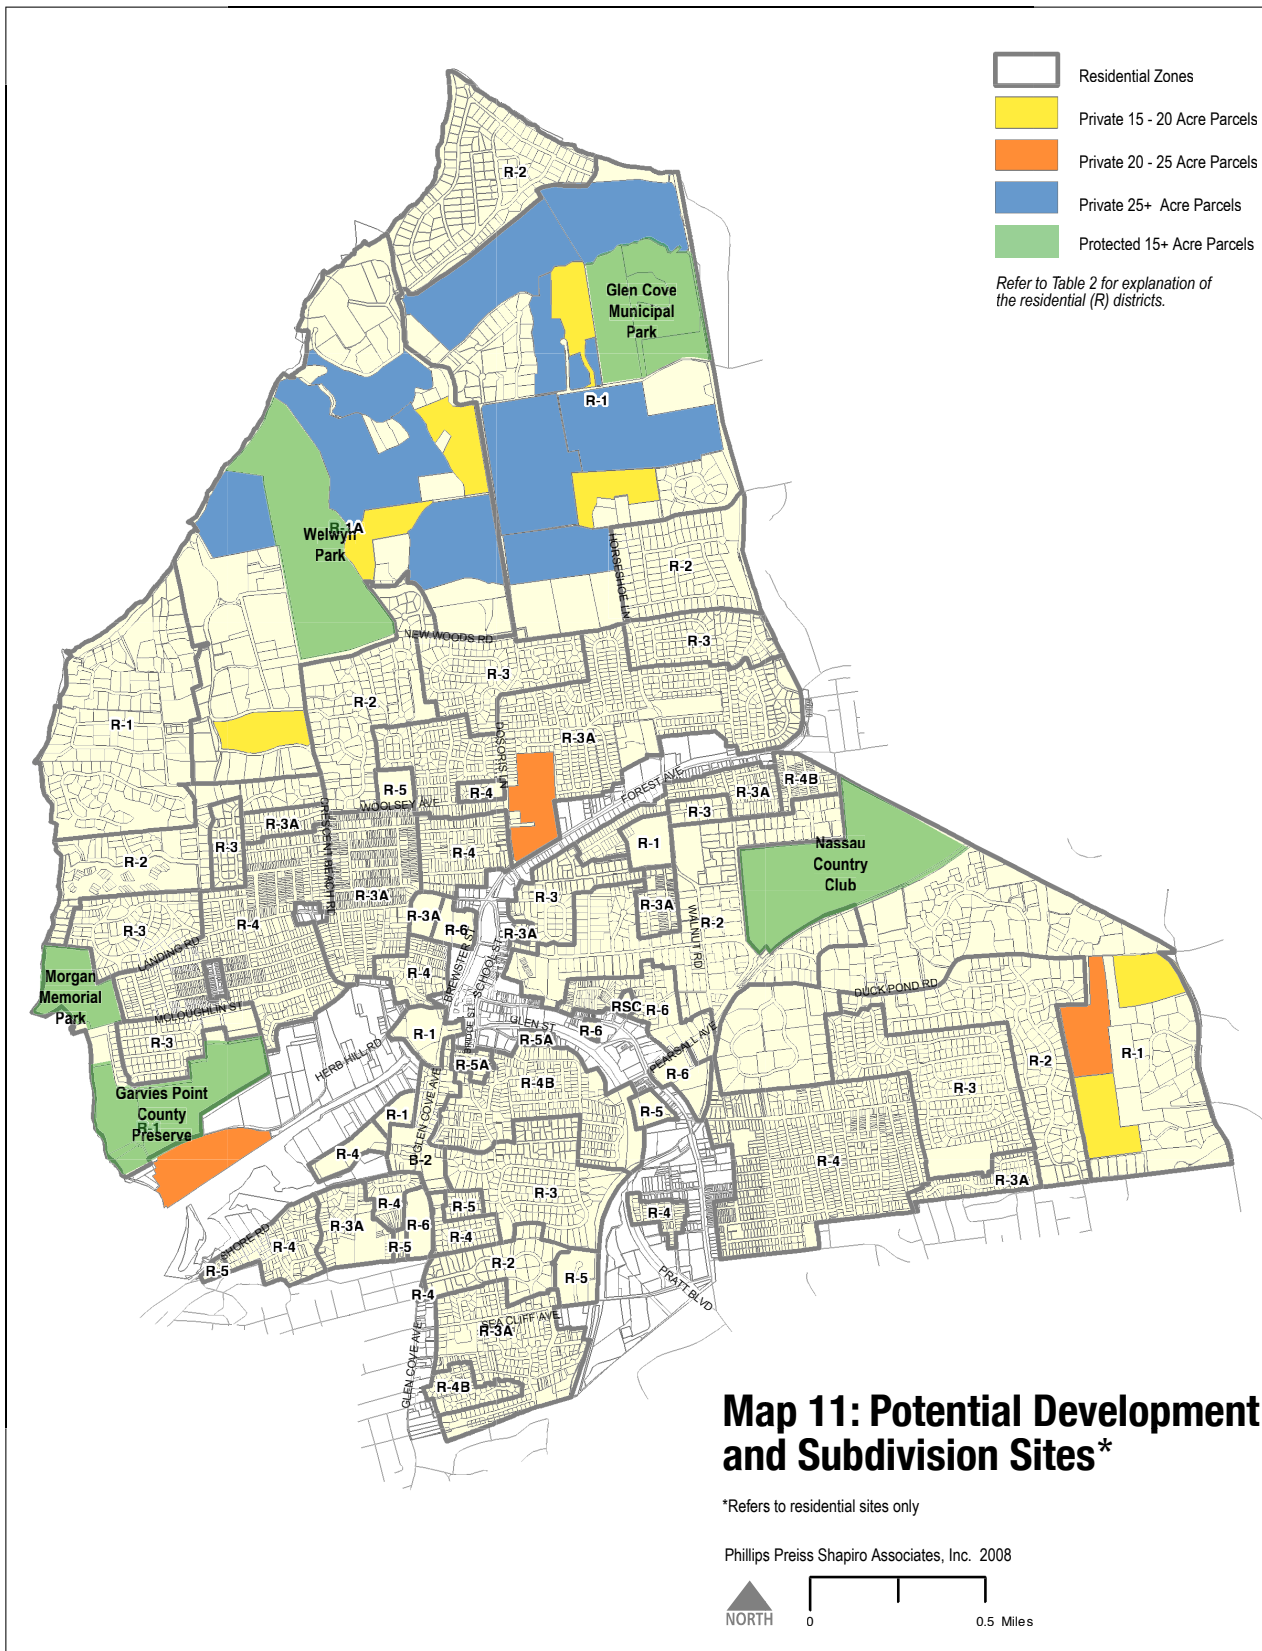 Residential Zones
Private 15 - 20 Acre Parcels
Private 20 - 25 Acre Parcels
Private 25+ Acre Parcels
Protected 15+ Acre Parcels
Refer to Table 2 for explanation of
the residential (R) districts.
R-2
Glen Cove
Municipal
Park
R-1
R-1A
Welwyn
Park
HORSESHOE LN
R-2
NEW WOODS RD
R-3
R-3
R-2
R-1
DOSORIS LN
R-3A
FOREST AVE
R-5
WOOLSEY AVE
R-4
R-4B
R-3A
R-3
R-3A
CRESCENT BEACH RD
R-3
R-1
R-4
R-2
Nassau
Country
Club
R-3A
R-3
R-3A
R-3A
R-6
R-2
WALNUT RD
R-3
R-4
R-3A
LANDING RD
R-4
BREWSTER ST
SCHOOL ST
Morgan
Memorial
Park
DUCK POND RD
MCLOUGHLIN ST
RSC
R-6
GLEN ST
R-6
R-1
BRIDGE ST
R-5A
PEARSALL AVE
R-3
HERB HILL RD
R-5A
R-4B
R-6
R-2
R-1
R-3
Garvies Point
County
R-1
Preserve
R-1
GLEN COVE AVE
R-5
R-4
B-2
R-4
R-3A
R-3
R-4
R-5
R-4
R-3A
R-6
SHORE RD
R-4
R-5
R-4
R-2
R-5
R-5
PRATT BLVD
R-4
SEA CLIFF AVE
R-3A
GLEN COVE AVE
R-4B
Map 11: Potential Development
and Subdivision Sites*
*Refers to residential sites only
Phillips Preiss Shapiro Associates, Inc. 2008
NORTH
0
0.5 Miles